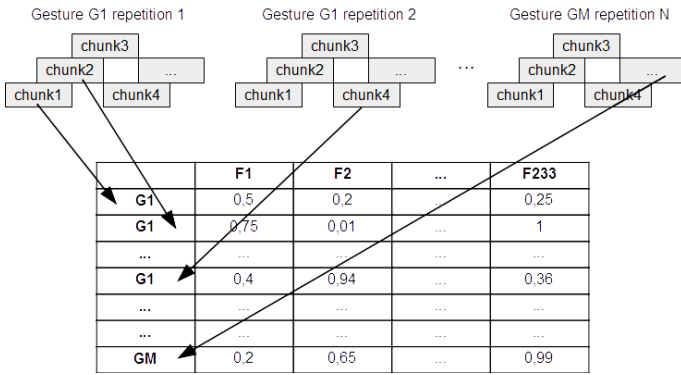 Gesture G1 repetition 1 Gesture G1 repetition 2 Gesture GM repetition N
chunk3 chunk3 chunk3
chunk2 ... chunk2 ... ... chunk2 ...
chunk1 chunk4 chunk1 chunk4 chunk1 chunk4
F1 F2 ... F233
G1 0,5 0,2 ... 0,25
G1 0,75 0,01 ... 1
... ... ... ... ...
G1 0,4 0,94 ... 0,36
... ... ... ... ...
... ... ... ... ...
GM 0,2 0,65 ... 0,99